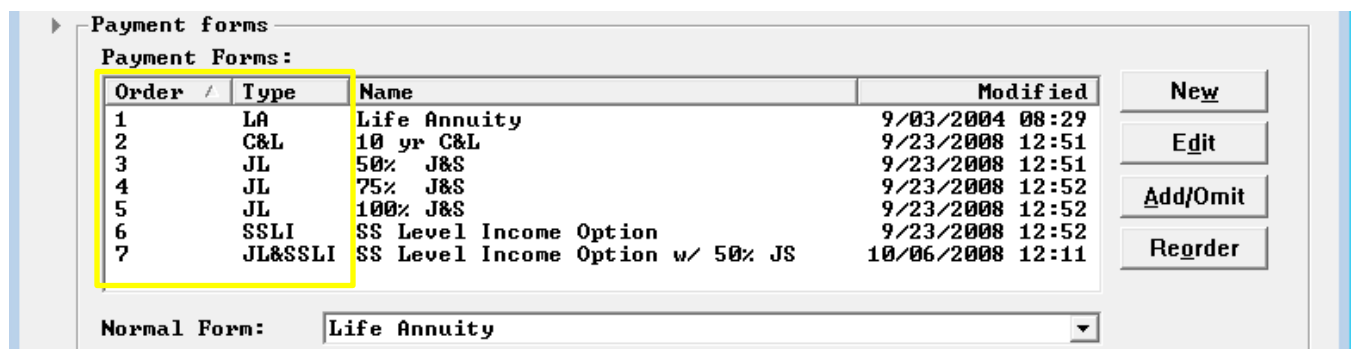 Payment forms
Payment Forms:
Order Type Name Modified
1 LA Life Annuity 9/03/2004 08:29
2 C&L 10 yr C&L 9/23/2008 12:51
3 JL 50% J&S 9/23/2008 12:51
4 JL 75% J&S 9/23/2008 12:52
5 JL 100% J&S 9/23/2008 12:52
6 SSLI SS Level Income Option 9/23/2008 12:52
7 JL&SSLI SS Level Income Option w/ 50% JS 10/06/2008 12:11
New
Edit
Add/Omit
Reorder
Normal Form: Life Annuity